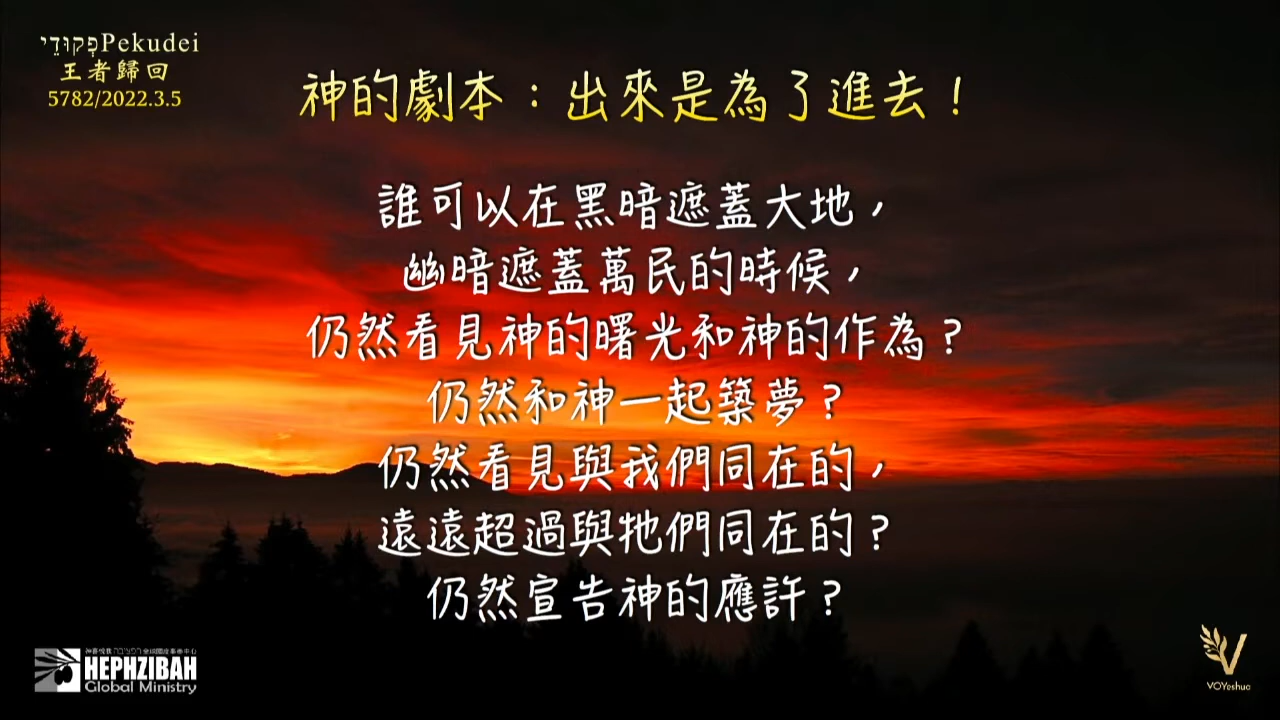 פְקוּדֵיPekudei
王者歸回
5782/2022.3.5
神的劇本：出來是為了進去！
誰可以在黑暗遮蓋大地，
幽暗遮蓋萬民的時候，
仍然看見神的曙光和神的作為？
仍然和神一起築夢？
仍然看見與我們同在的，
遠遠超過與牠們同在的？
仍然宣告神的應許？
HEPHZIBAH
Global Ministry
VOYeshua